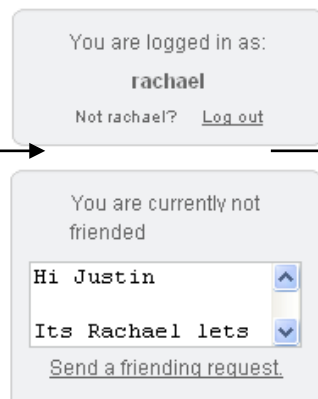 You are logged in as:
rachael
Not rachael? Log out
You are currently not
friended
Hi Justin
Its Rachael lets
Send a friending request.